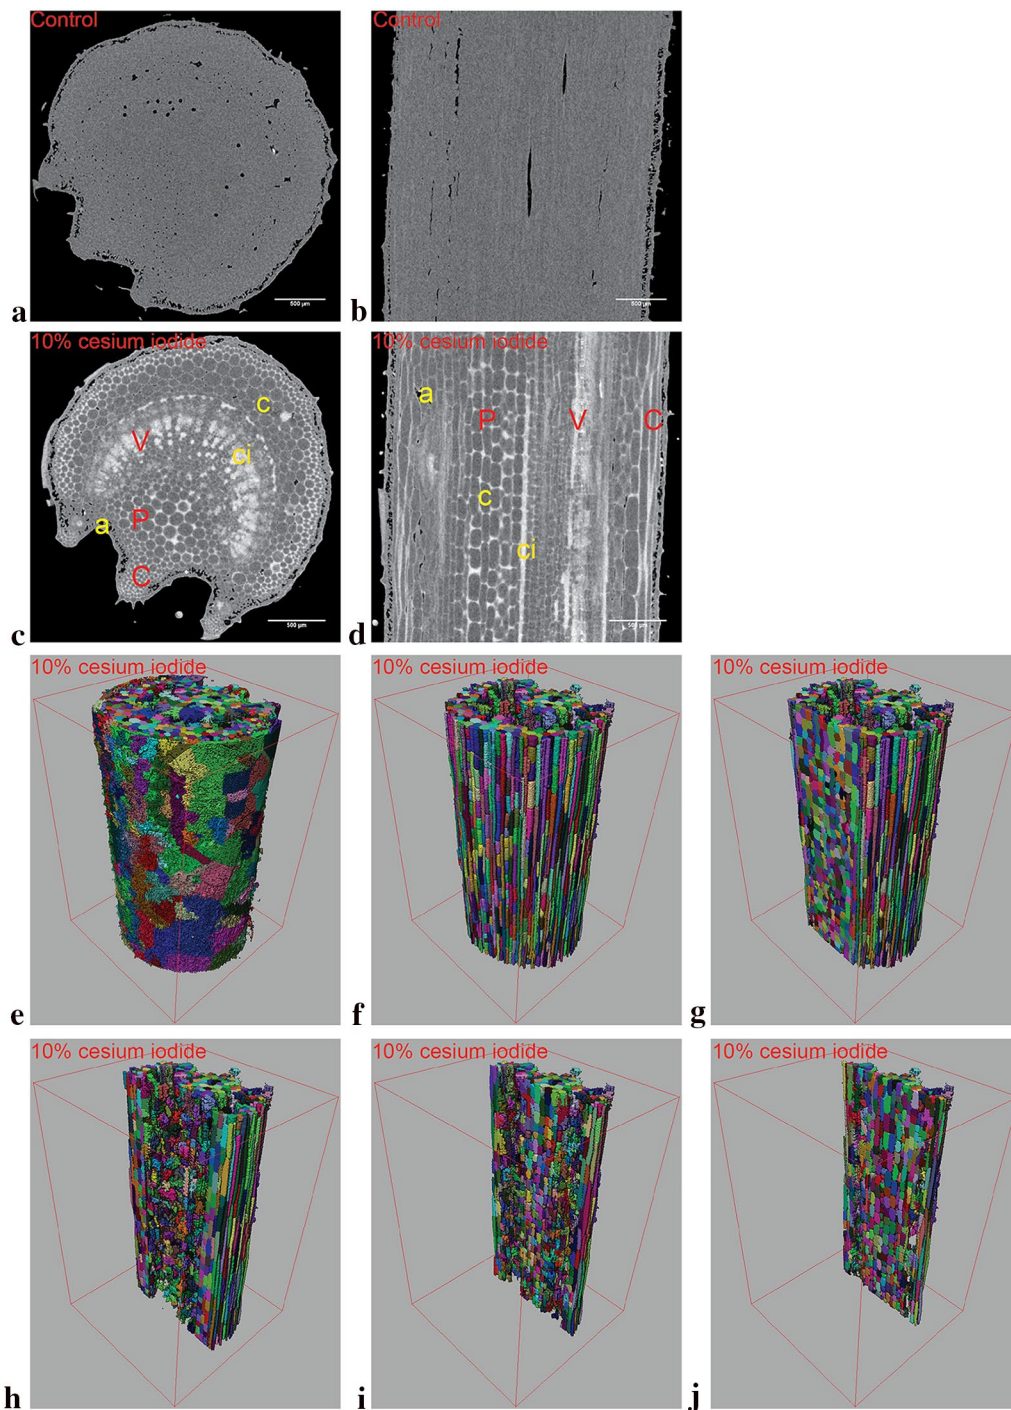 Control
Control
500 µm
500 µm
a
b
10% cesium iodide
10% cesium iodide
c
V
ci
a
P
C
a
P
V
C
c
ci
500 µm
500 µm
c
d
10% cesium iodide
10% cesium iodide
10% cesium iodide
e
f
g
10% cesium iodide
10% cesium iodide
10% cesium iodide
h
i
j